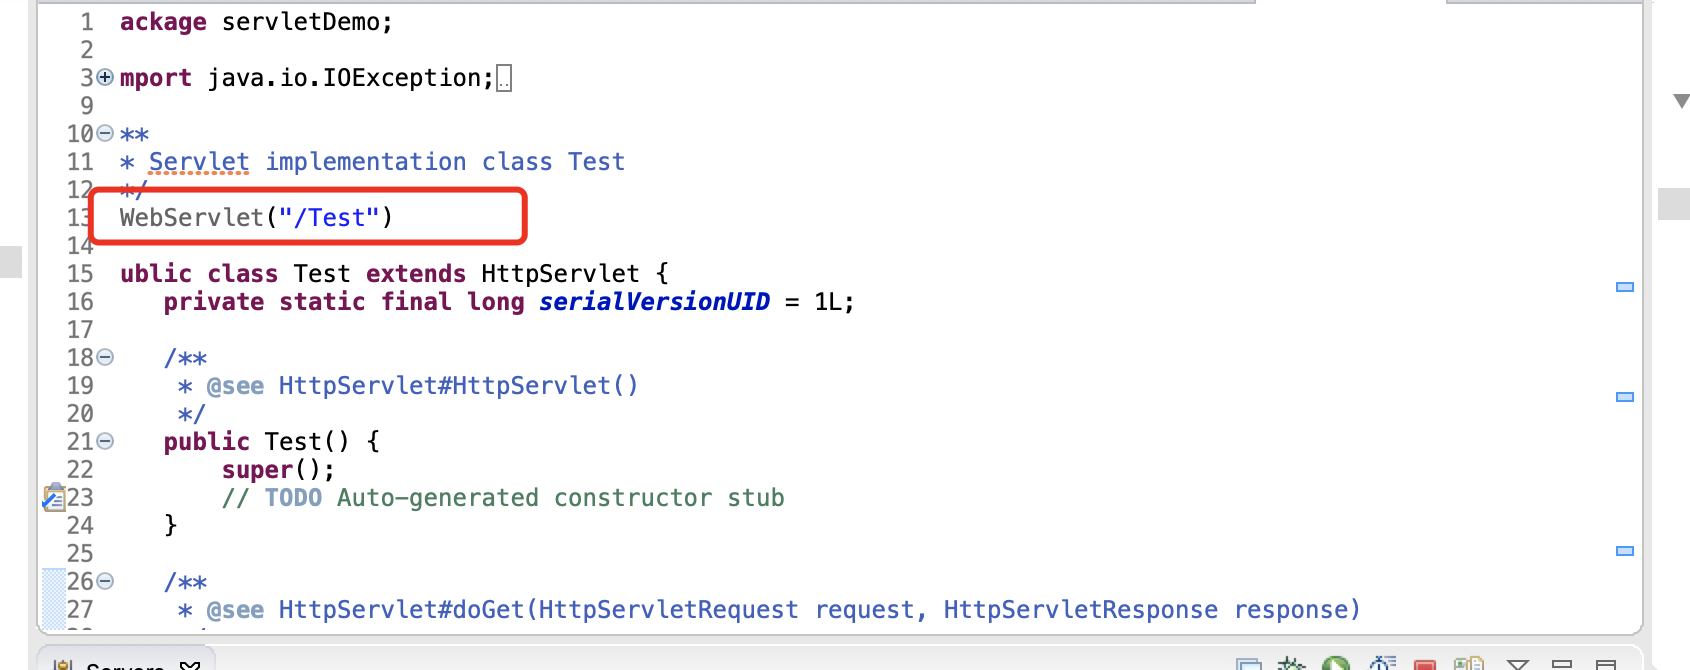 1 ackage servletDemo;
2
3 mport java.io.IOException;..
9
10 **
11 * Servlet implementation class Test
12 */
13 WebServlet("/Test")
14
15 ublic class Test extends HttpServlet {
16 private static final long serialVersionUID = 1L;
17
18 /**
19 * @see HttpServlet#HttpServlet()
20 */
21 public Test() {
22 super();
23 // TODO Auto-generated constructor stub
24 }
25
26 /**
27 * @see HttpServlet#doGet(HttpServletRequest request, HttpServletResponse response)
Servers